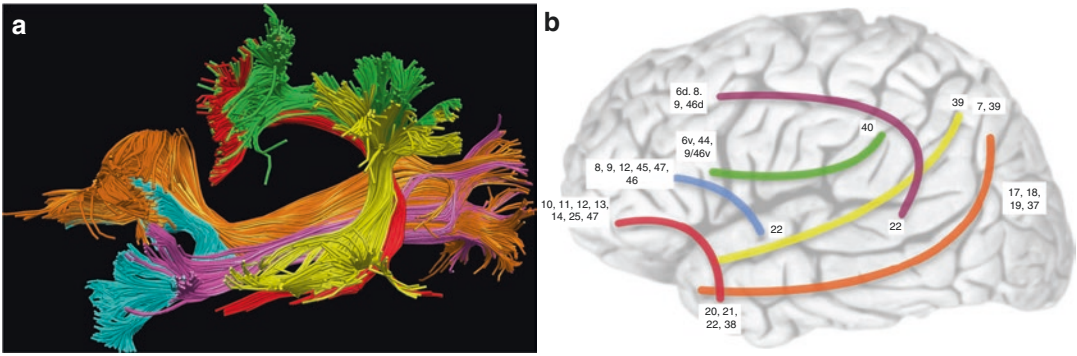 a
b
6d. 8.
9, 46d
39
7, 39
40
6v, 44,
9/46v
8, 9, 12, 45, 47,
46
17, 18,
19, 37
10, 11, 12, 13,
14, 25, 47
22
22
20, 21,
22, 38